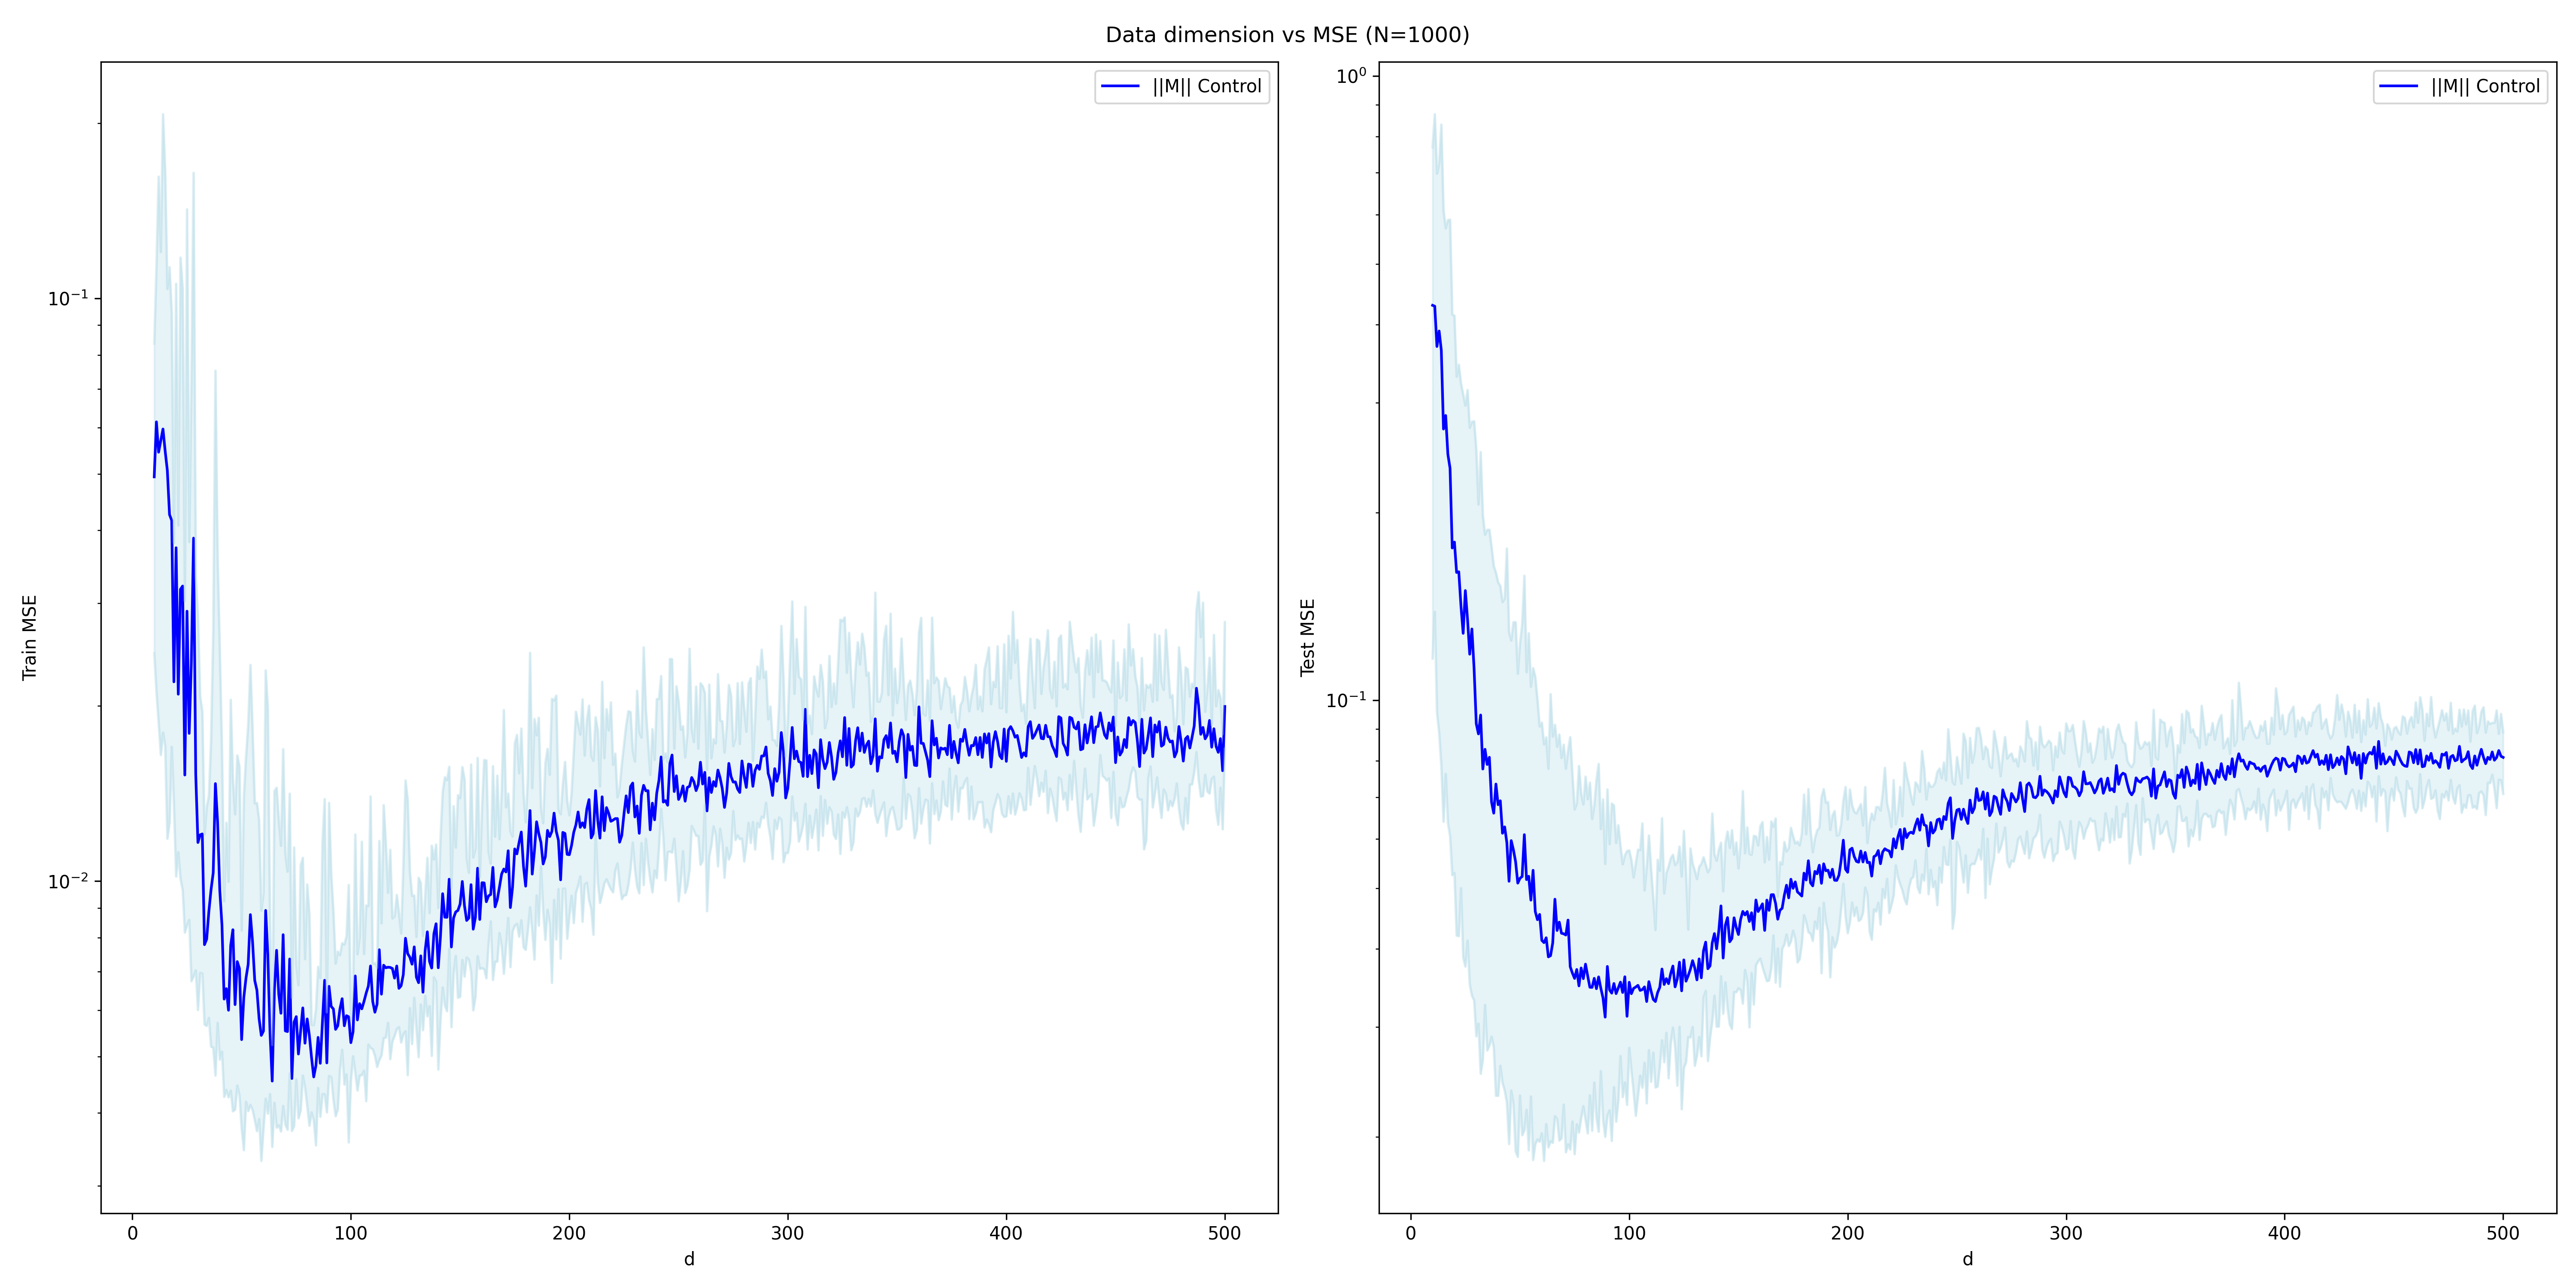 Data dimension vs MSE (N=1000)
||M|| Control
Train MSE
10⁻¹
10⁻²
0 100 200 300 400 500
d
||M|| Control
Test MSE
10⁰
10⁻¹
0 100 200 300 400 500
d